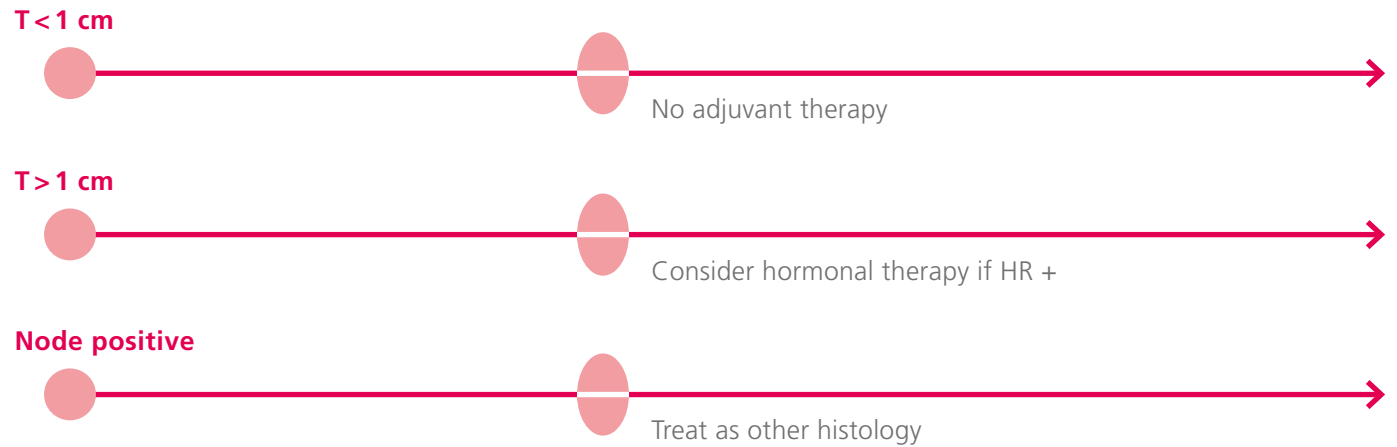 T < 1 cm
No adjuvant therapy
T > 1 cm
Consider hormonal therapy if HR +
Node positive
Treat as other histology